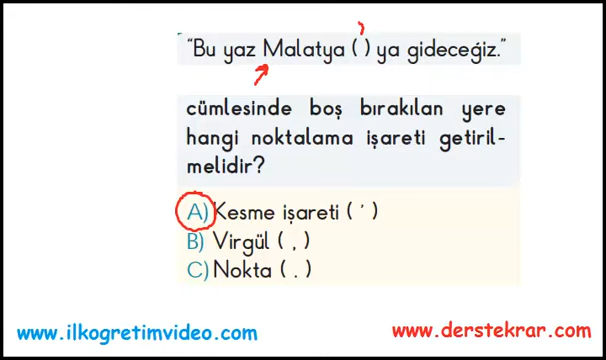 "Bu yaz Malatya ( ) ya gideceğiz."
cümlesinde boş bırakılan yere
hangi noktalama işareti getiril-
melidir?
A) Kesme işareti ( ' )
B) Virgül ( , )
C) Nokta ( . )
www.ilkogretimvideo.com
www.derstekrar.com